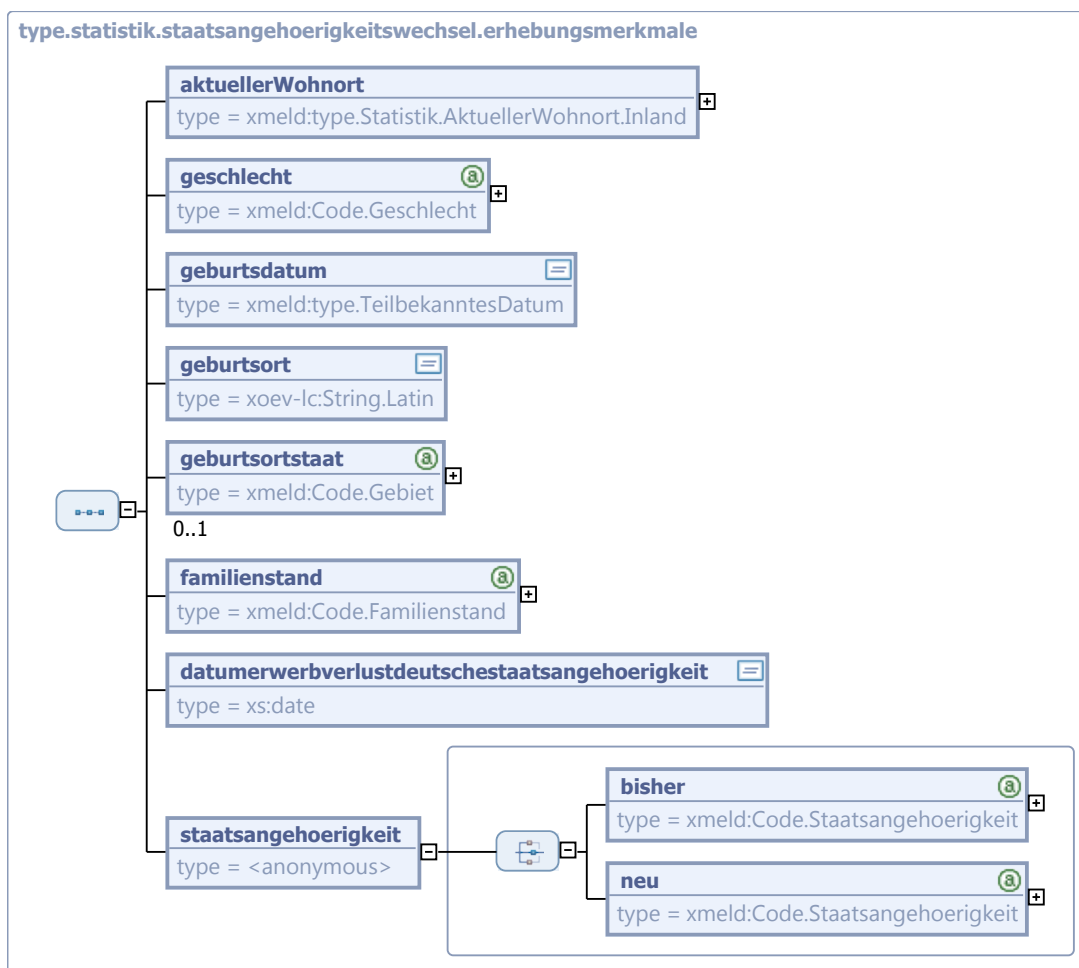 type.statistik.staatsangehoerigkeitswechsel.erhebungsmerkmale
aktuellerWohnort
type = xmeld:type.Statistik.AktuellerWohnort.Inland
geschlecht
type = xmeld:Code.Geschlecht
geburtsdatum
type = xmeld:type.TeilbekanntesDatum
geburtsort
type = xoev-lc:String.Latin
geburtsortstaat
type = xmeld:Code.Gebiet
0..1
familienstand
type = xmeld:Code.Familienstand
datumerwerbverlustdeutschestaatsangehoerigkeit
type = xs:date
staatsangehoerigkeit
type = <anonymous>
bisher
type = xmeld:Code.Staatsangehoerigkeit
neu
type = xmeld:Code.Staatsangehoerigkeit